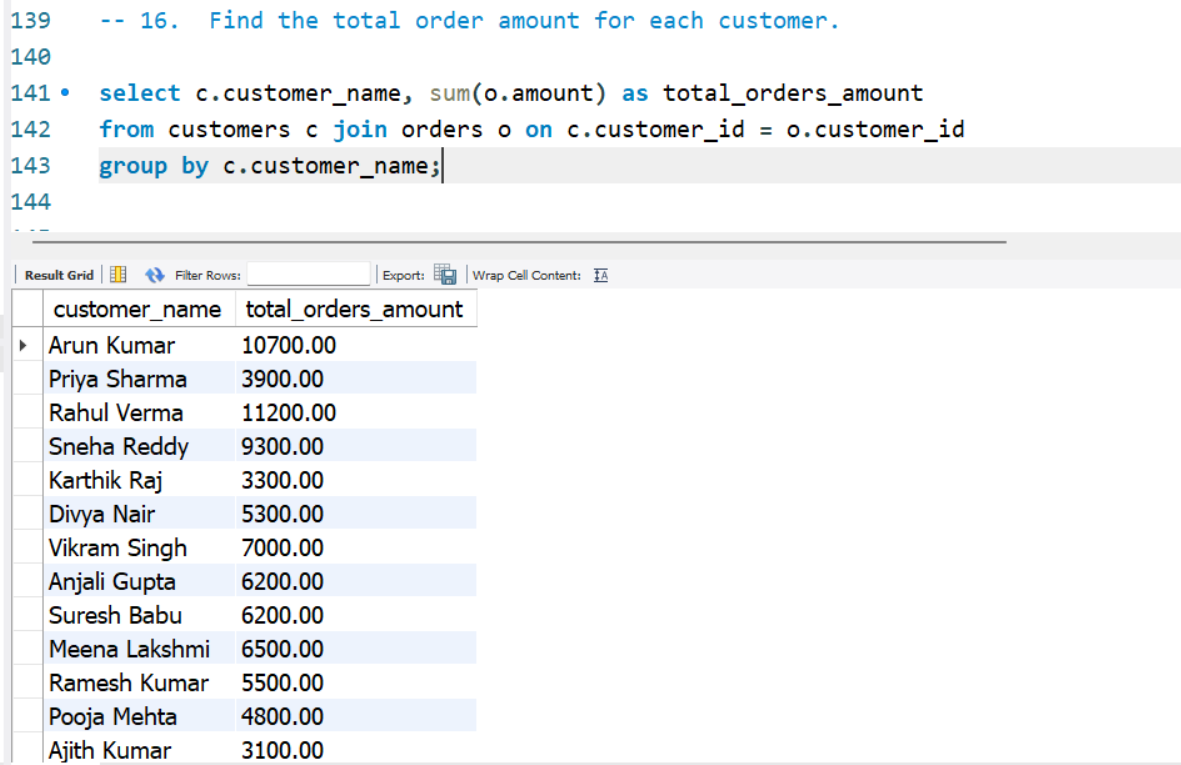 139 -- 16.  Find the total order amount for each customer.
140
141 select c.customer_name, sum(o.amount) as total_orders_amount
142 from customers c join orders o on c.customer_id = o.customer_id
143 group by c.customer_name;
144
Result Grid Filter Rows: Export: Wrap Cell Content: IA
customer_name total_orders_amount
Arun Kumar 10700.00
Priya Sharma 3900.00
Rahul Verma 11200.00
Sneha Reddy 9300.00
Karthik Raj 3300.00
Divya Nair 5300.00
Vikram Singh 7000.00
Anjali Gupta 6200.00
Suresh Babu 6200.00
Meena Lakshmi 6500.00
Ramesh Kumar 5500.00
Pooja Mehta 4800.00
Ajith Kumar 3100.00